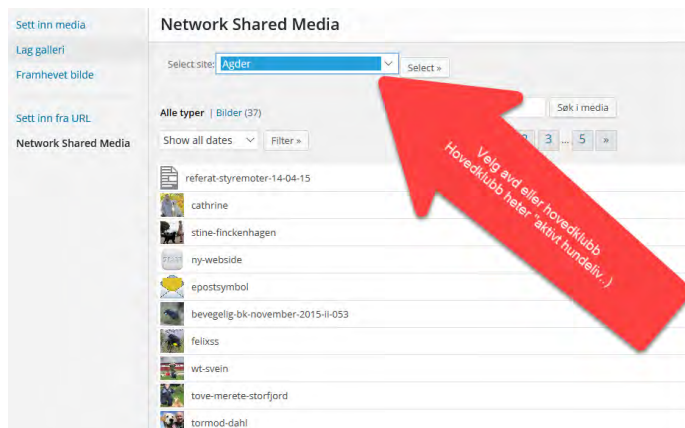 Sett inn media
Lag galleri
Framhevet bilde
Sett inn fra URL
Network Shared Media
Network Shared Media
Select site: Agder Select »
Alle typer | Bilder (37)
Søk i media
Show all dates Filter »
2 3 ... 5 »
Velg avd eller hovedklubb
Hovedklubb heter "aktivt hundeliv..)
referat-styremoter-14-04-15
cathrine
stine-finckenhagen
ny-webside
epostsymbol
bevegelig-bk-november-2015-ii-053
felixss
wt-svein
tove-merete-storfjord
tormod-dahl